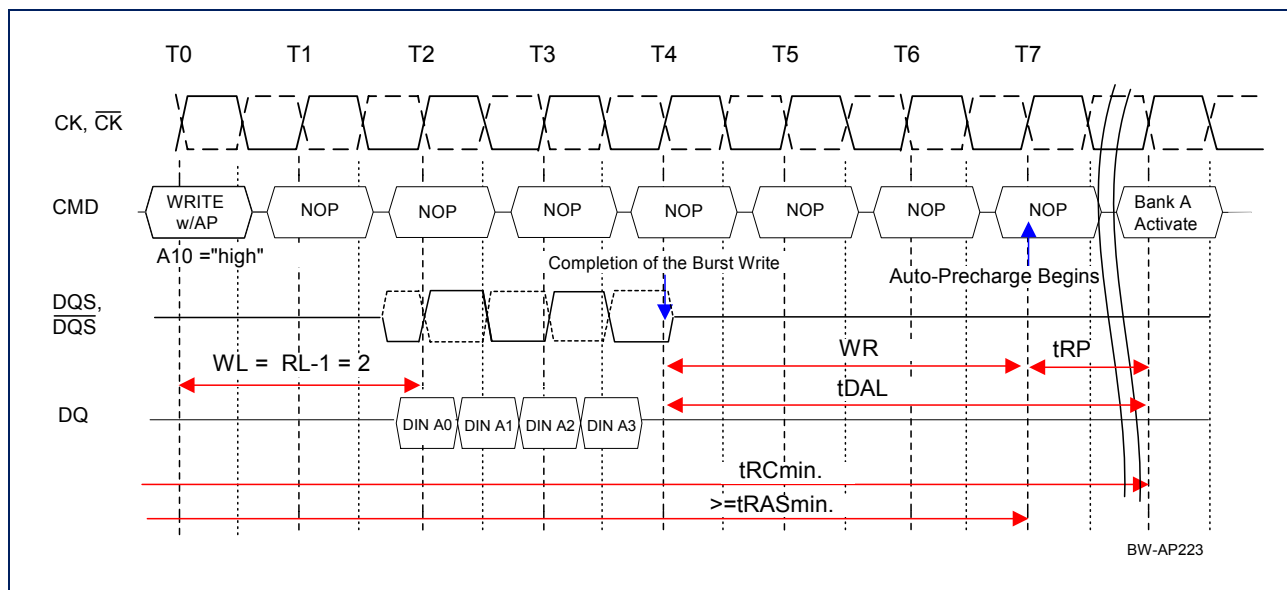 T0 T1 T2 T3 T4 T5 T6 T7
CK, CK
CMD
WRITE w/AP
NOP
NOP
NOP
NOP
NOP
NOP
NOP
Bank A Activate
A10 ="high"
Completion of the Burst Write
Auto-Precharge Begins
DQS,
DQS
WL = RL-1 = 2
WR
tRP
tDAL
DQ
DIN A0
DIN A1
DIN A2
DIN A3
tRCmin.
>=tRASmin.
BW-AP223